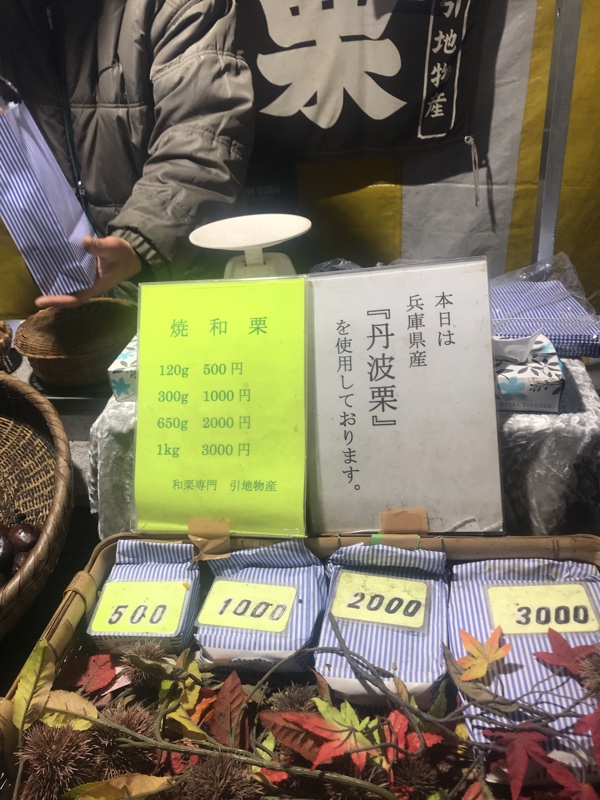 栗
引地物産
焼和栗
120g 500円
300g 1000円
650g 2000円
1kg 3000円
和栗専門 引地物産
本日は
兵庫県産
『丹波栗』
を使用しております。
500
1000
2000
3000